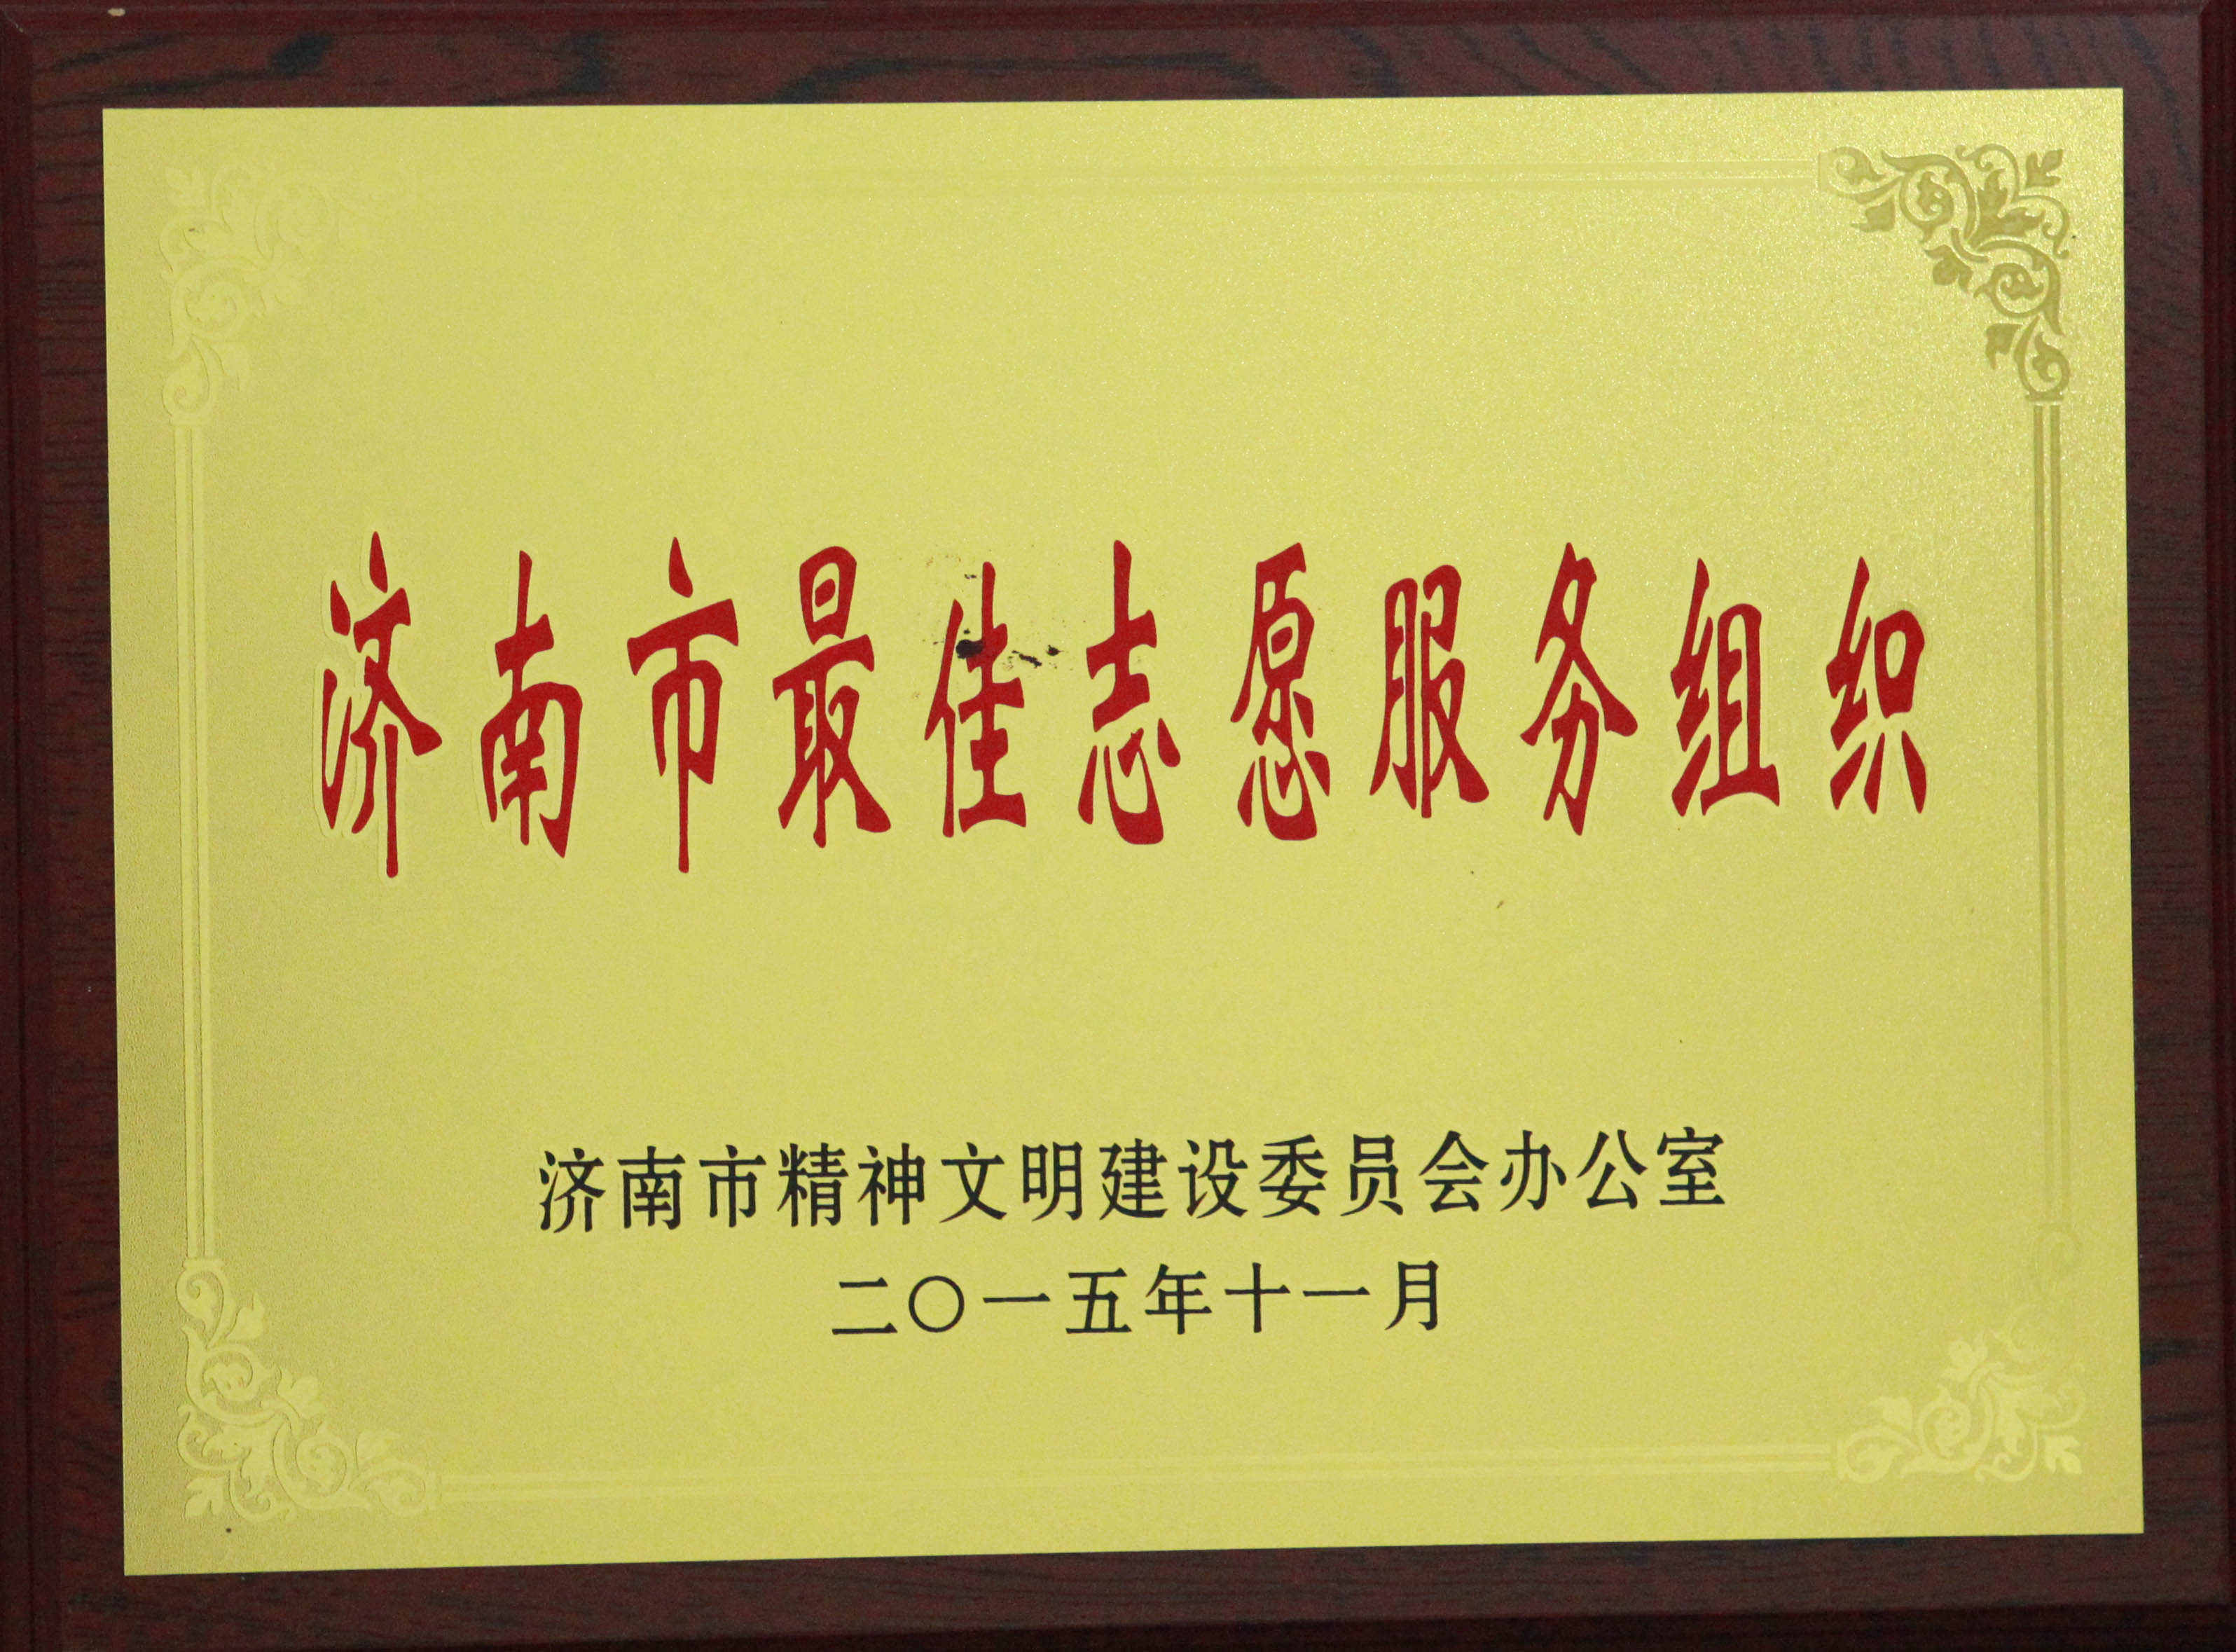 济南市最佳志愿服务组织
济南市精神文明建设委员会办公室
二〇一五年十一月